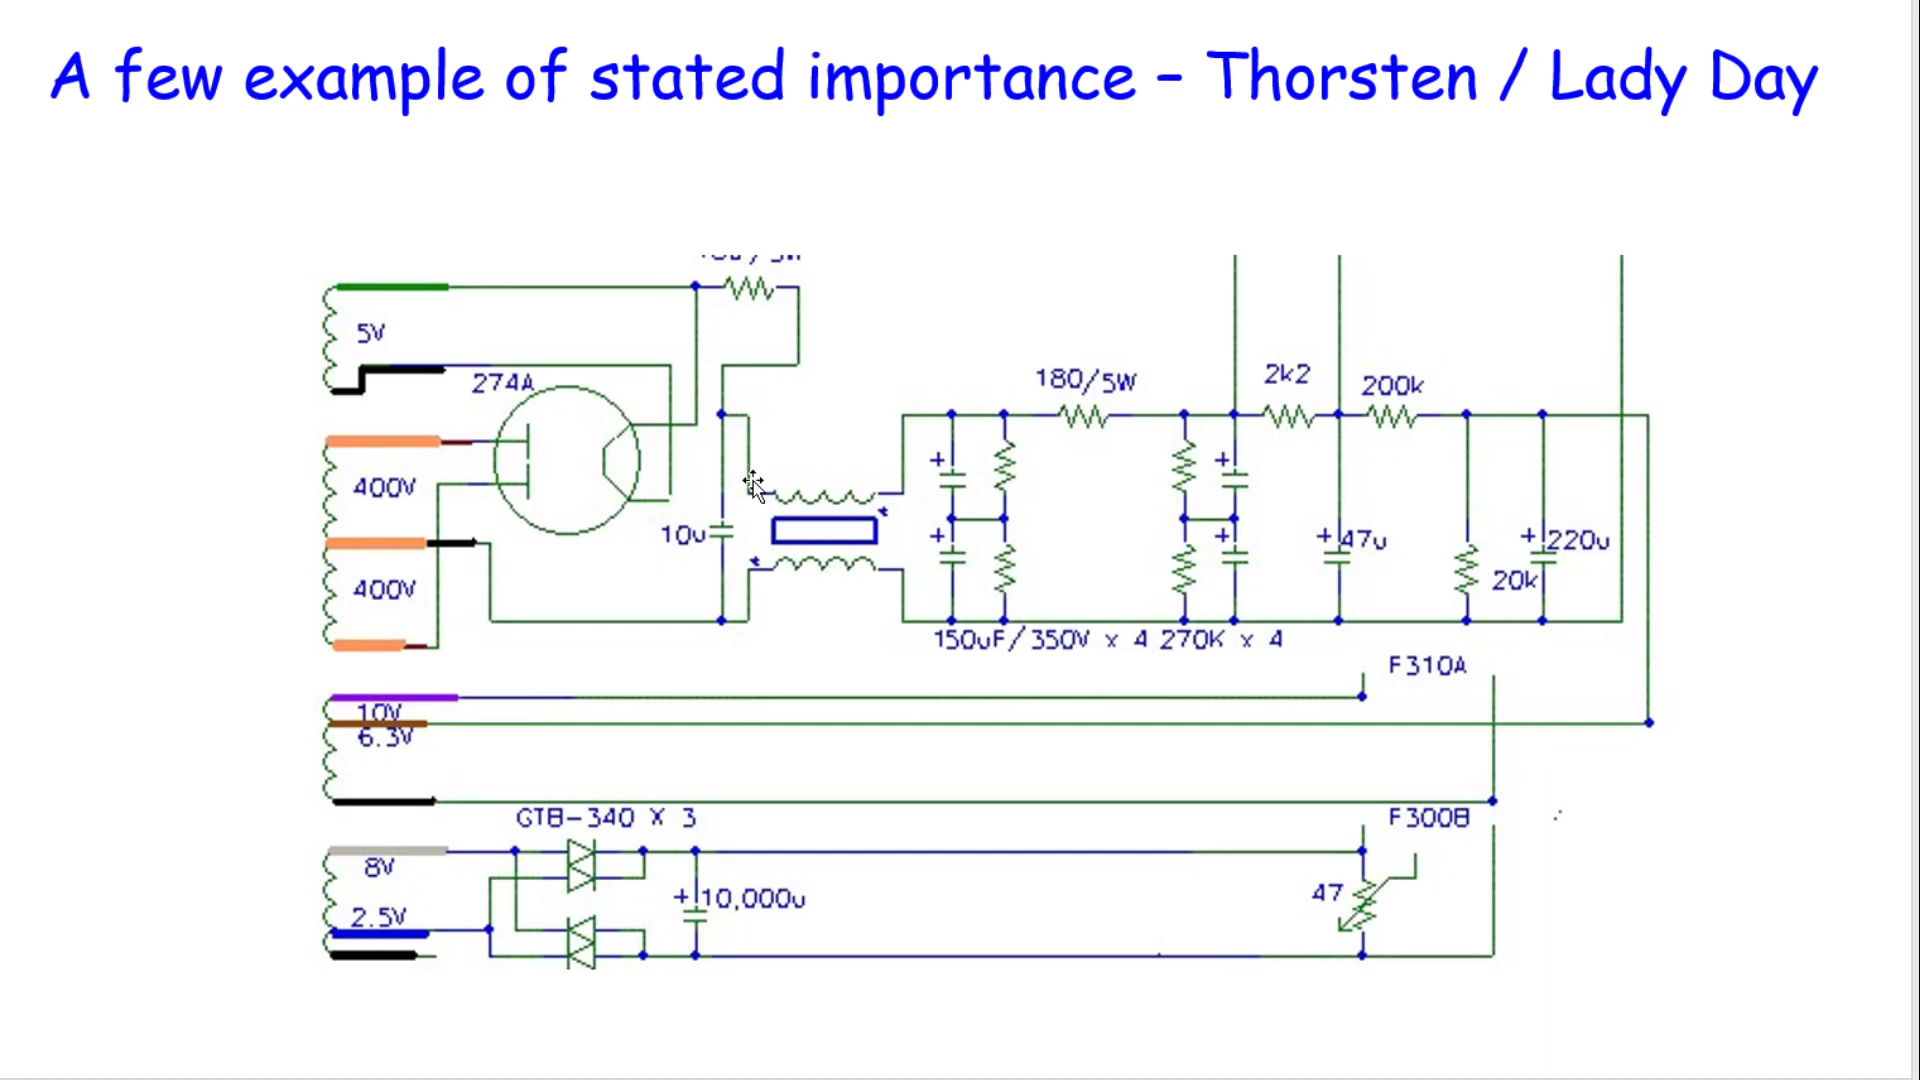 A few example of stated importance – Thorsten / Lady Day
5V
274A
180/5W
2k2
200k
400V
10u
+
+
+
+
+
47u
+
220u
400V
20k
150uF/350V x 4 270K x 4
F310A
10V
6.3V
GTB-340 X 3
F300B
8V
+
10,000u
47
2.5V